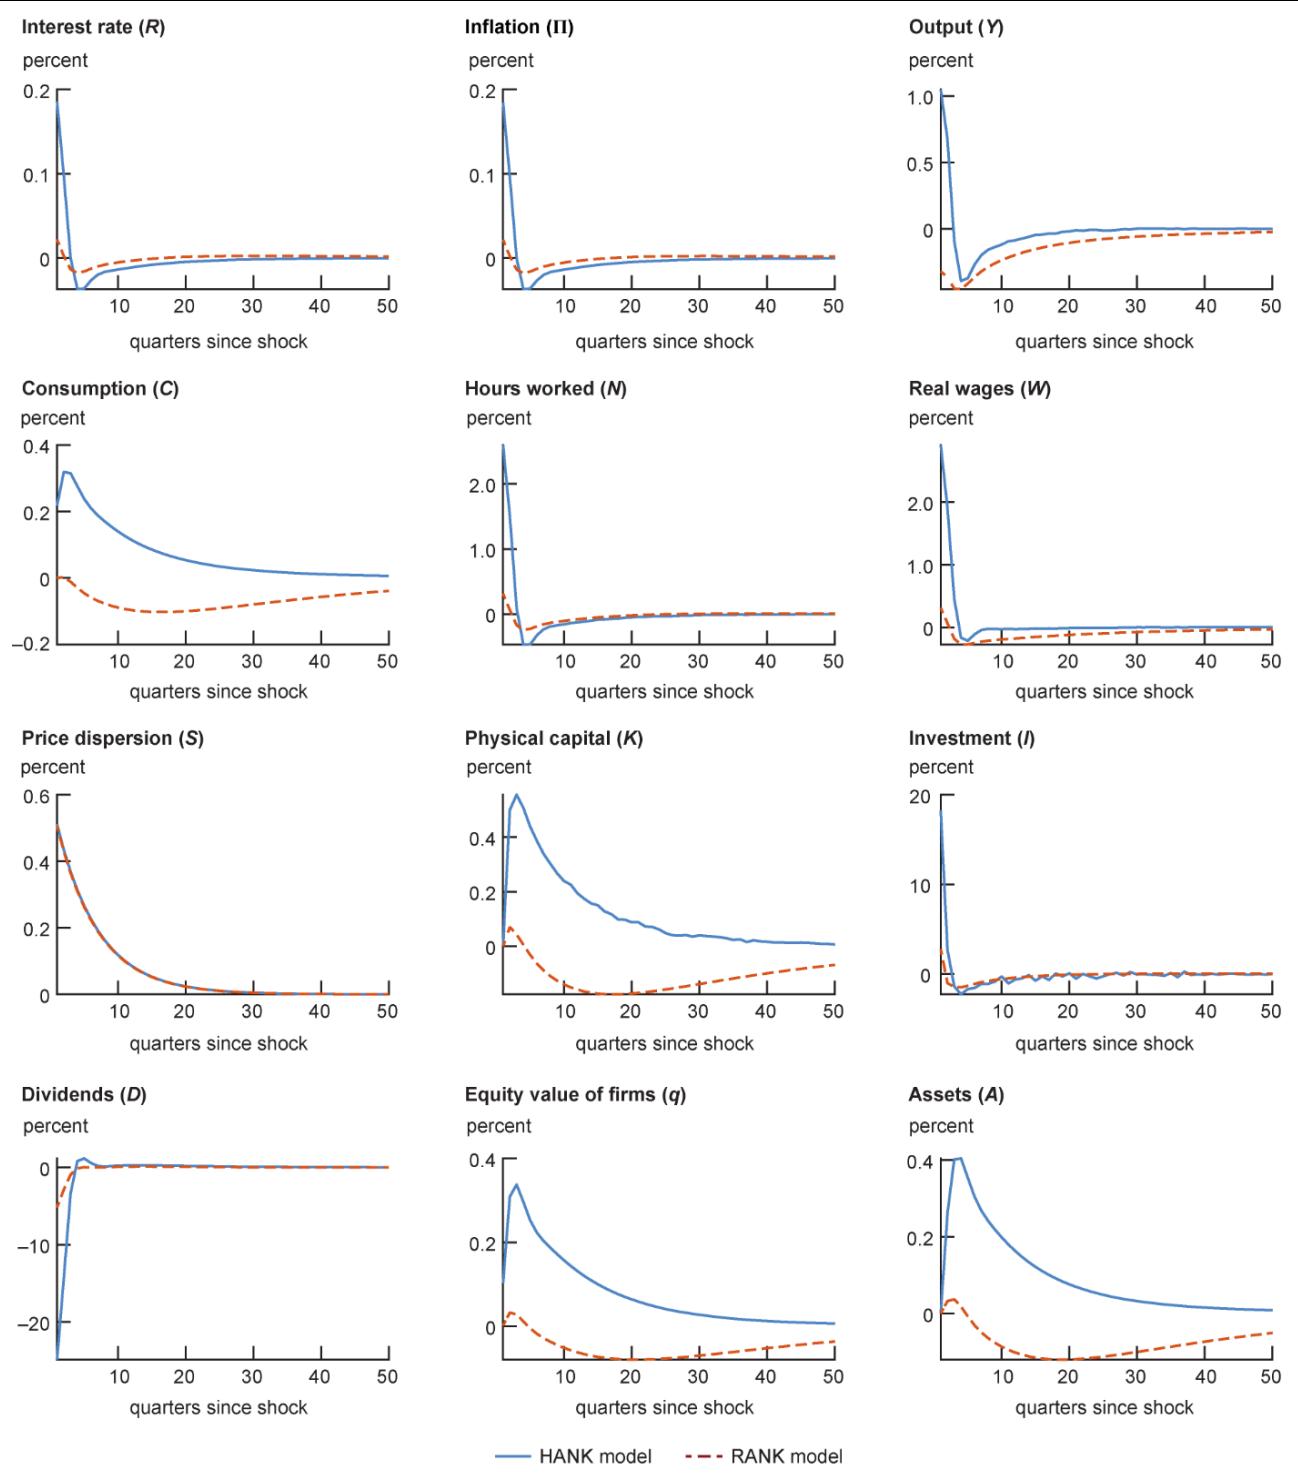 Interest rate (R)
percent
0.2
0.1
0
10 20 30 40 50
quarters since shock
Inflation (Π)
percent
0.2
0.1
0
10 20 30 40 50
quarters since shock
Output (Y)
percent
1.0
0.5
0
10 20 30 40 50
quarters since shock
Consumption (C)
percent
0.4
0.2
0
–0.2
10 20 30 40 50
quarters since shock
Hours worked (N)
percent
2.0
1.0
0
10 20 30 40 50
quarters since shock
Real wages (W)
percent
2.0
1.0
0
10 20 30 40 50
quarters since shock
Price dispersion (S)
percent
0.6
0.4
0.2
0
10 20 30 40 50
quarters since shock
Physical capital (K)
percent
0.4
0.2
0
10 20 30 40 50
quarters since shock
Investment (I)
percent
20
10
0
10 20 30 40 50
quarters since shock
Dividends (D)
percent
0
–10
–20
10 20 30 40 50
quarters since shock
Equity value of firms (q)
percent
0.4
0.2
0
10 20 30 40 50
quarters since shock
Assets (A)
percent
0.4
0.2
0
10 20 30 40 50
quarters since shock
HANK model RANK model